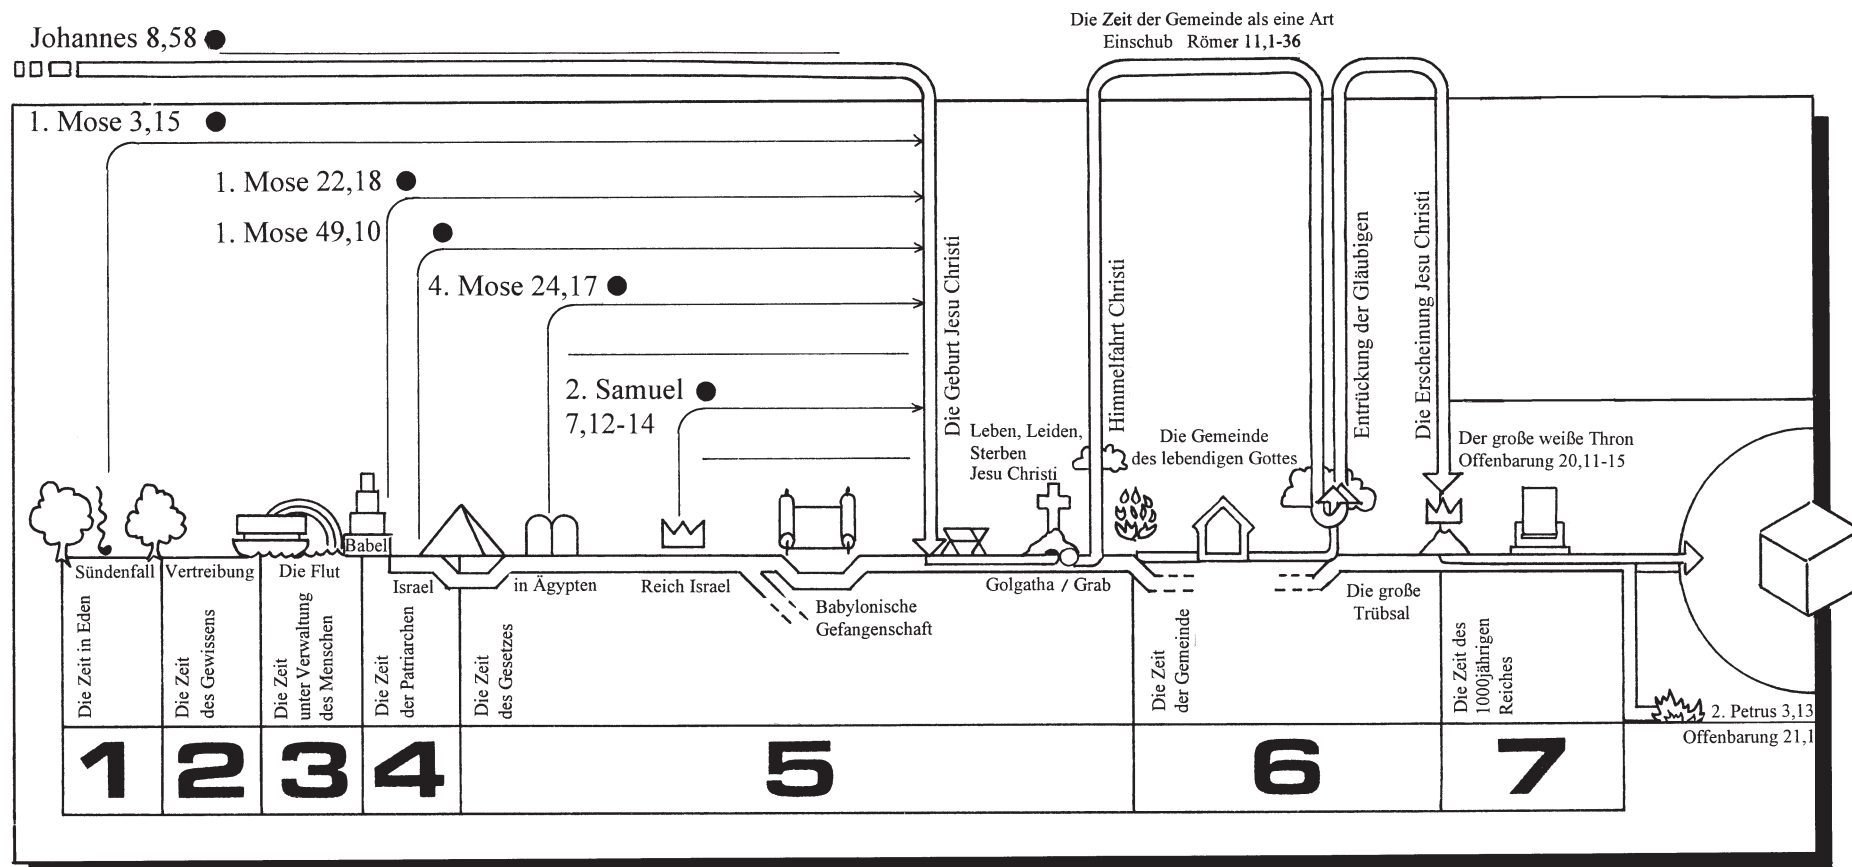 Johannes 8,58
Die Zeit der Gemeinde als eine Art
Einschub Römer 11,1-36
1. Mose 3,15
1. Mose 22,18
1. Mose 49,10
4. Mose 24,17
2. Samuel
7,12-14
Die Geburt Jesu Christi
Leben, Leiden,
Sterben
Jesu Christi
Himmelfahrt Christi
Die Gemeinde
des lebendigen Gottes
Entrückung der Gläubigen
Die Erscheinung Jesu Christi
Der große weiße Thron
Offenbarung 20,11-15
Babel
Sündenfall
Vertreibung
Die Flut
Israel
in Ägypten
Reich Israel
Babylonische
Gefangenschaft
Golgatha / Grab
Die große
Trübsal
Die Zeit in Eden
Die Zeit
des Gewissens
Die Zeit
unter Verwaltung
des Menschen
Die Zeit
der Patriarchen
Die Zeit
des Gesetzes
Die Zeit
der Gemeinde
Die Zeit des
1000jährigen
Reiches
2. Petrus 3,13
Offenbarung 21,1
1 2 3 4 5 6 7